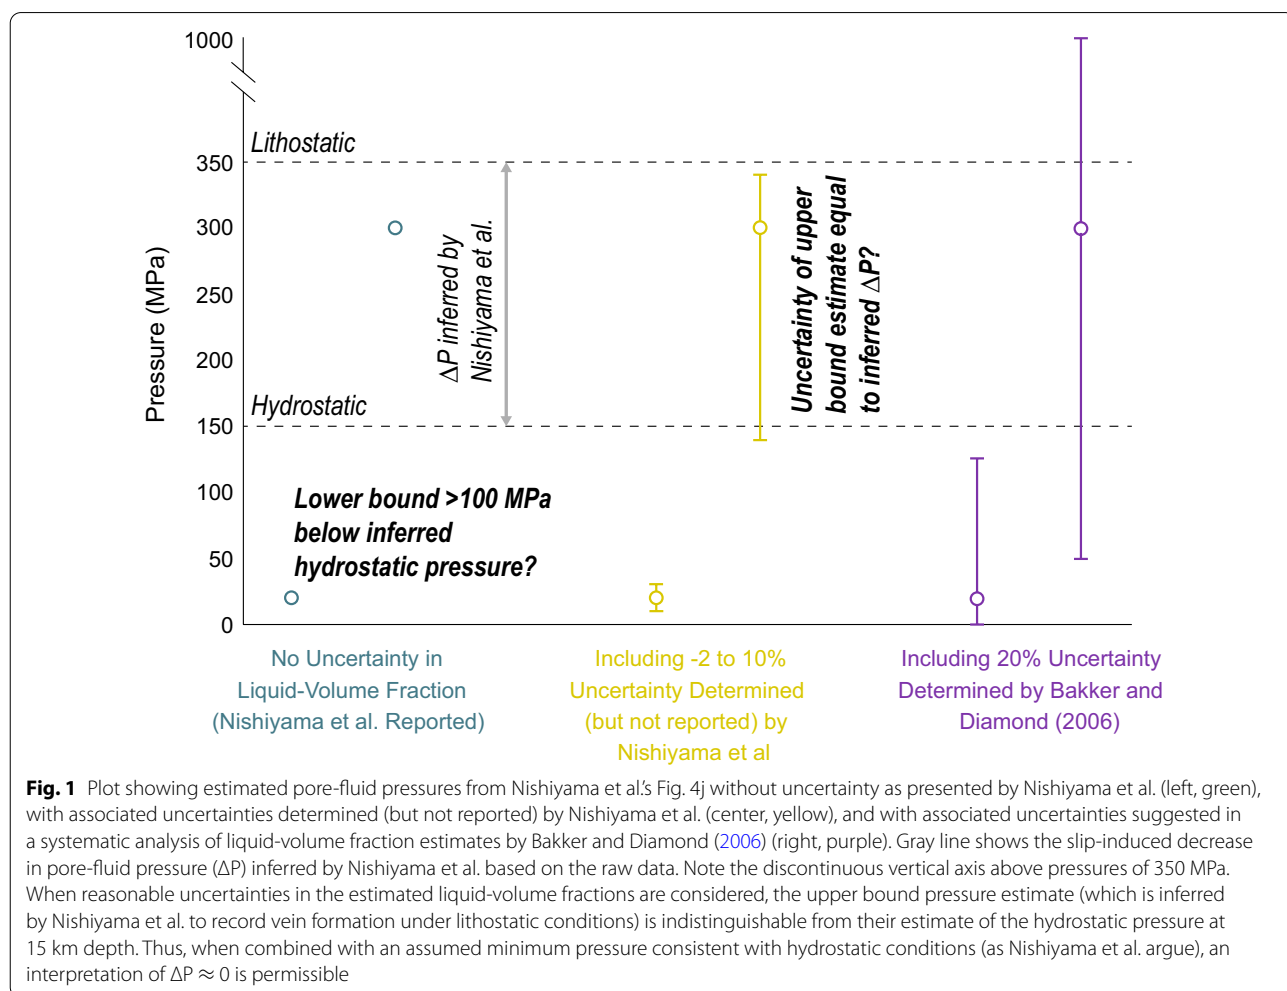 1000
Lithostatic
350
300
250
200
150
100
50
0
Pressure (MPa)
Hydrostatic
ΔP inferred by
Nishiyama et al.
Uncertainty of upper
bound estimate equal
to inferred ΔP?
Lower bound >100 MPa
below inferred
hydrostatic pressure?
No Uncertainty in
Liquid-Volume Fraction
(Nishiyama et al. Reported)
Including -2 to 10%
Uncertainty Determined
(but not reported) by
Nishiyama et al
Including 20% Uncertainty
Determined by Bakker and
Diamond (2006)
Fig. 1 Plot showing estimated pore-fluid pressures from Nishiyama et al.'s Fig. 4j without uncertainty as presented by Nishiyama et al. (left, green),
with associated uncertainties determined (but not reported) by Nishiyama et al. (center, yellow), and with associated uncertainties suggested in
a systematic analysis of liquid-volume fraction estimates by Bakker and Diamond (2006) (right, purple). Gray line shows the slip-induced decrease
in pore-fluid pressure (ΔP) inferred by Nishiyama et al. based on the raw data. Note the discontinuous vertical axis above pressures of 350 MPa.
When reasonable uncertainties in the estimated liquid-volume fractions are considered, the upper bound pressure estimate (which is inferred
by Nishiyama et al. to record vein formation under lithostatic conditions) is indistinguishable from their estimate of the hydrostatic pressure at
15 km depth. Thus, when combined with an assumed minimum pressure consistent with hydrostatic conditions (as Nishiyama et al. argue), an
interpretation of ΔP ≈ 0 is permissible